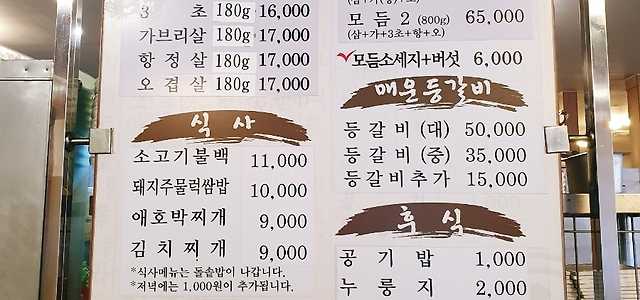 3 초 180g 16,000
가브리살 180g 17,000
항정살 180g 17,000
오겹살 180g 17,000
식 사
소고기불백 11,000
돼지주물럭쌈밥 10,000
애호박찌개 9,000
김치찌개 9,000
*식사메뉴는 돌솥밥이 나갑니다.
*저녁에는 1,000원이 추가됩니다.
모듬 2 (800g) 65,000
(삼+가+3초+항+오)
모듬소세지+버섯 6,000
매운등갈비
등갈비 (대) 50,000
등갈비 (중) 35,000
등갈비추가 15,000
후 식
공기밥 1,000
누룽지 2,000